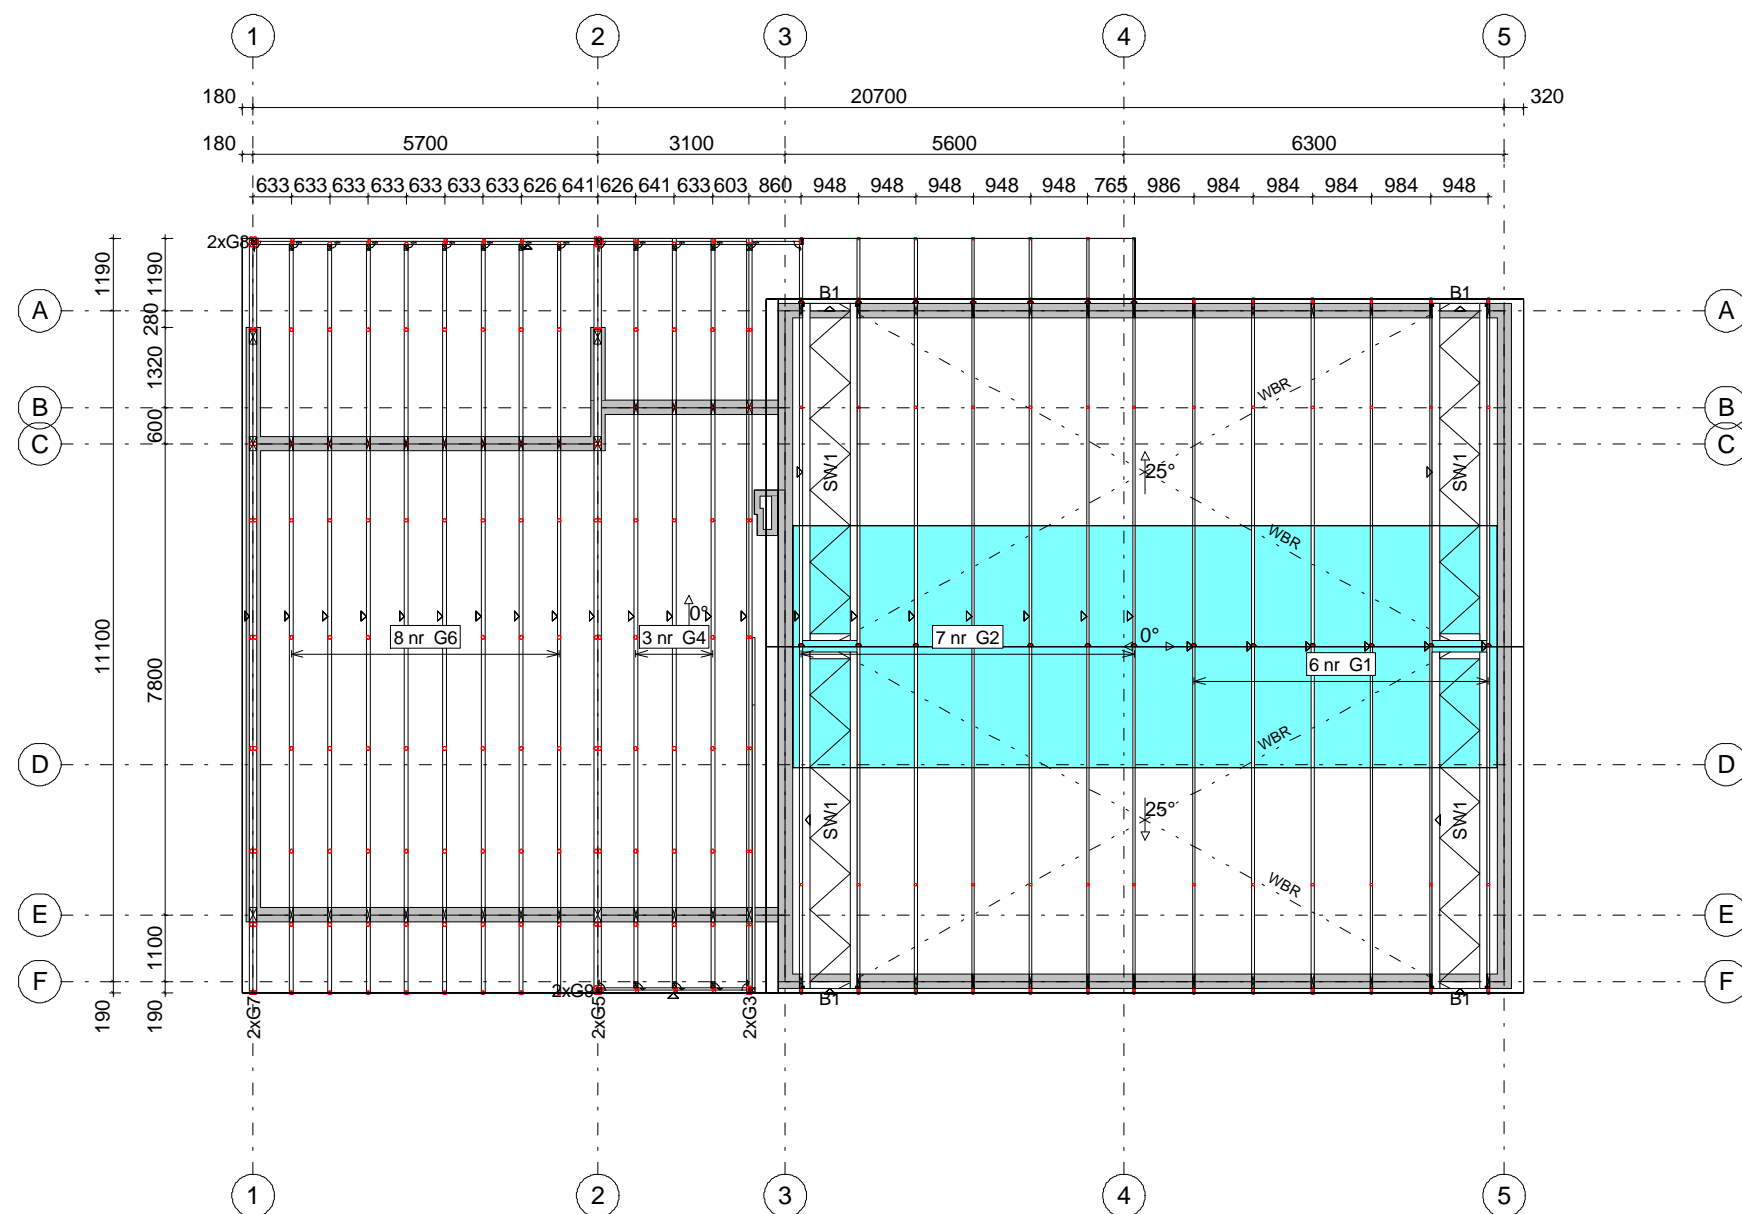 1 2 3 4 5
180 20700 320
180 5700 3100 5600 6300
633 633 633 633 633 633 633 626 641 626 641 633 603 860 948 948 948 948 948 765 986 984 984 984 984 948
2xG8
1190 1190
B1 B1
A 280 A
1320
WBR
B B
600
C C
SW1 25° SW1
WBR
0°
8 nr G6 3 nr G4 7 nr G2 0°
11100 7800
6 nr G1
WBR
D D
SW1 25° SW1
WBR
E E
1100
F F
2xG9 B1 B1
190 190
2xG7 2xG5 2xG3
1 2 3 4 5